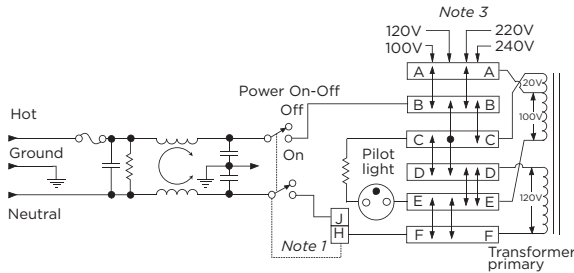 Note 3
120V 220V
100V 240V
A A
20V
Power On-Off
Off
B B
100V
Hot
On
C C
Ground
Pilot
light
D D
120V
E E
Neutral
J
H
Note 1
F F
Transformer
primary